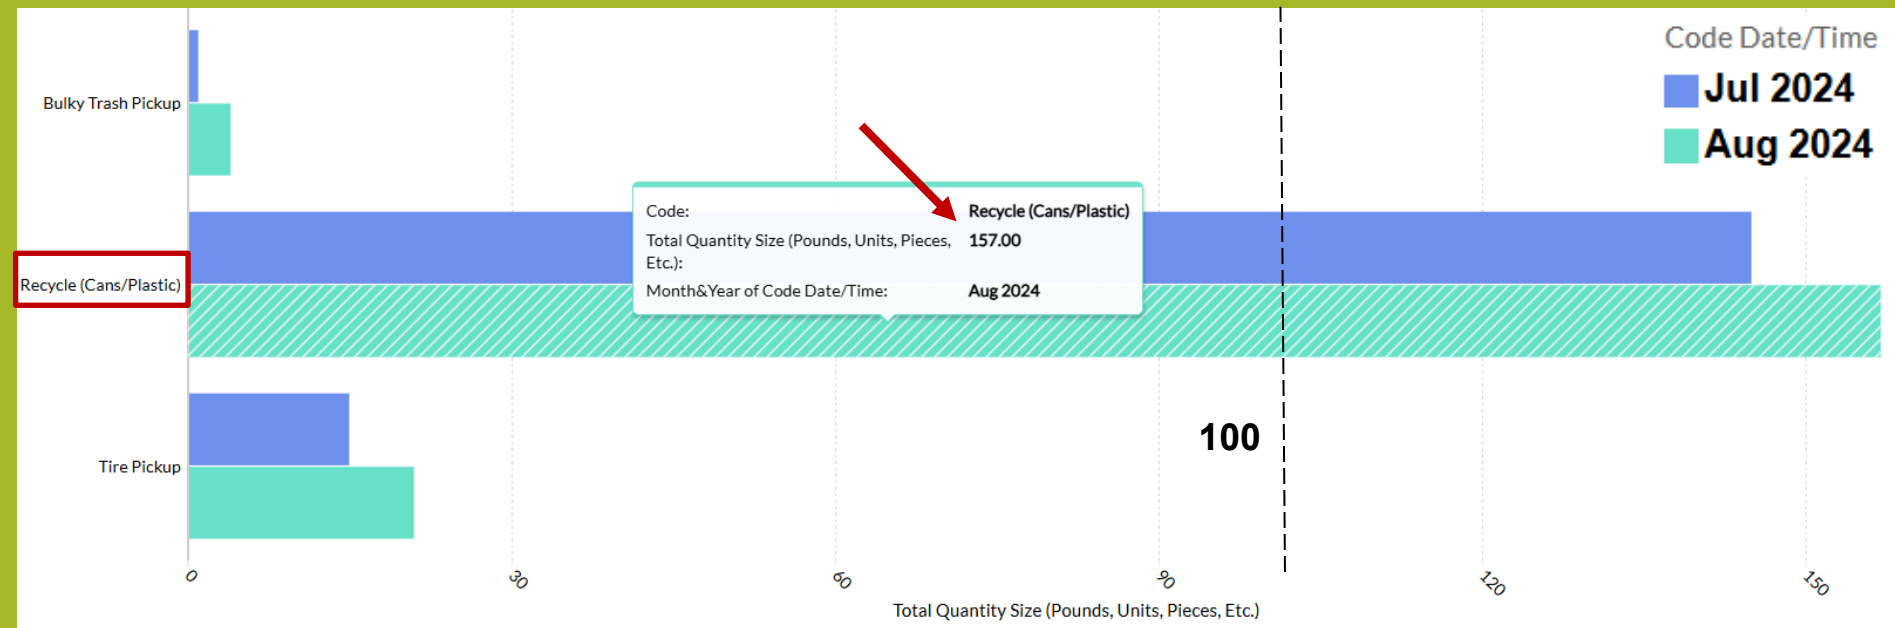 Code Date/Time
Jul 2024
Aug 2024
Bulky Trash Pickup
Code: Recycle (Cans/Plastic)
Total Quantity Size (Pounds, Units, Pieces, 157.00
Etc.):
Month&Year of Code Date/Time: Aug 2024
Recycle (Cans/Plastic)
100
Tire Pickup
0 30 60 90 120 150
Total Quantity Size (Pounds, Units, Pieces, Etc.)